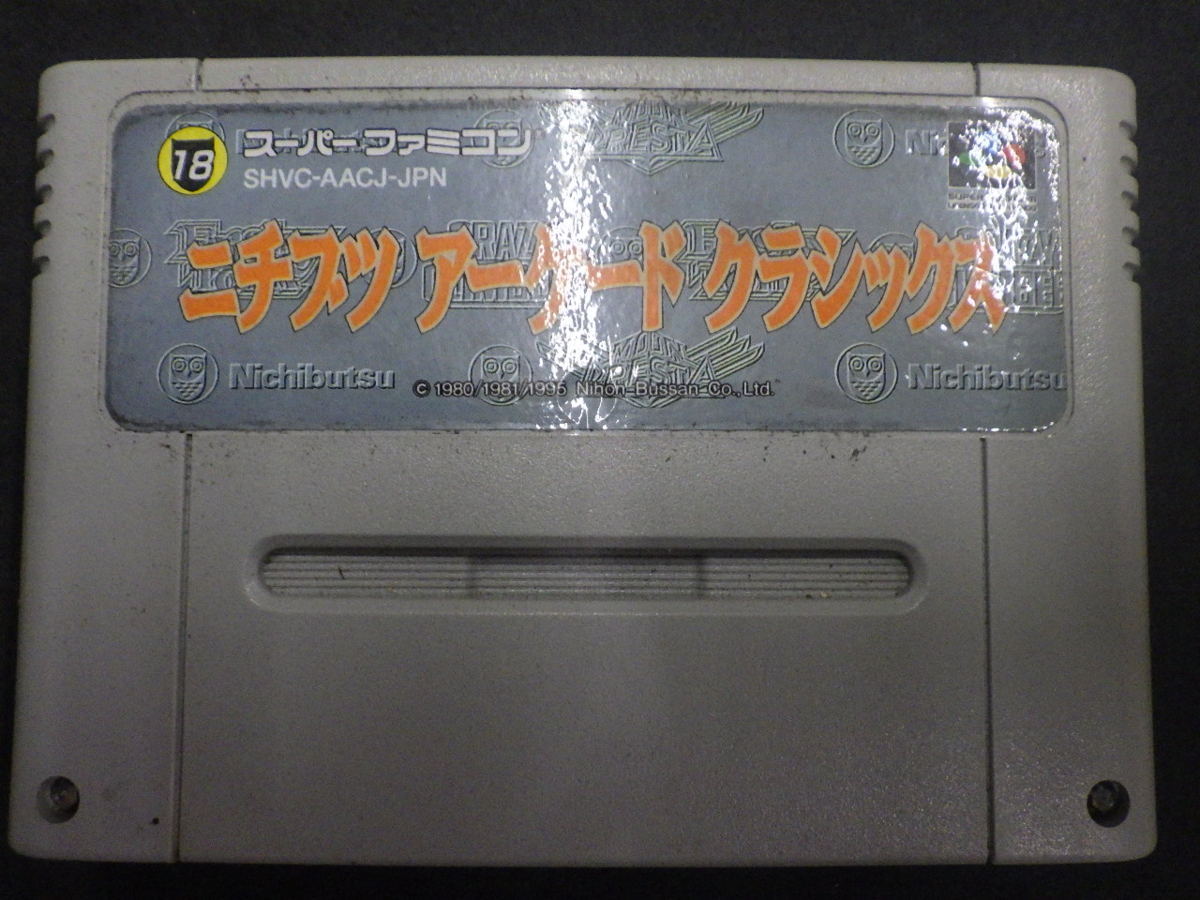 18
スーパーファミコン
SHVC-AACJ-JPN
ニチブツ アーケード クラシックス
Nichibutsu
Nichibutsu
© 1980/1981/1995 Nihon Bussan Co., Ltd.